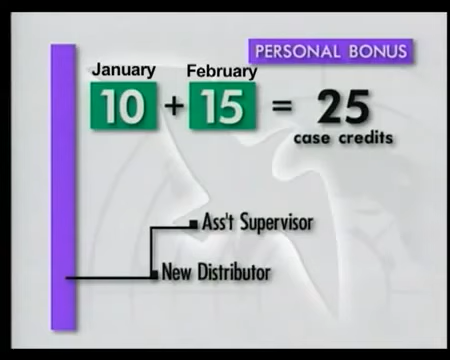 PERSONAL BONUS
January February
10 + 15 = 25
case credits
Ass't Supervisor
New Distributor